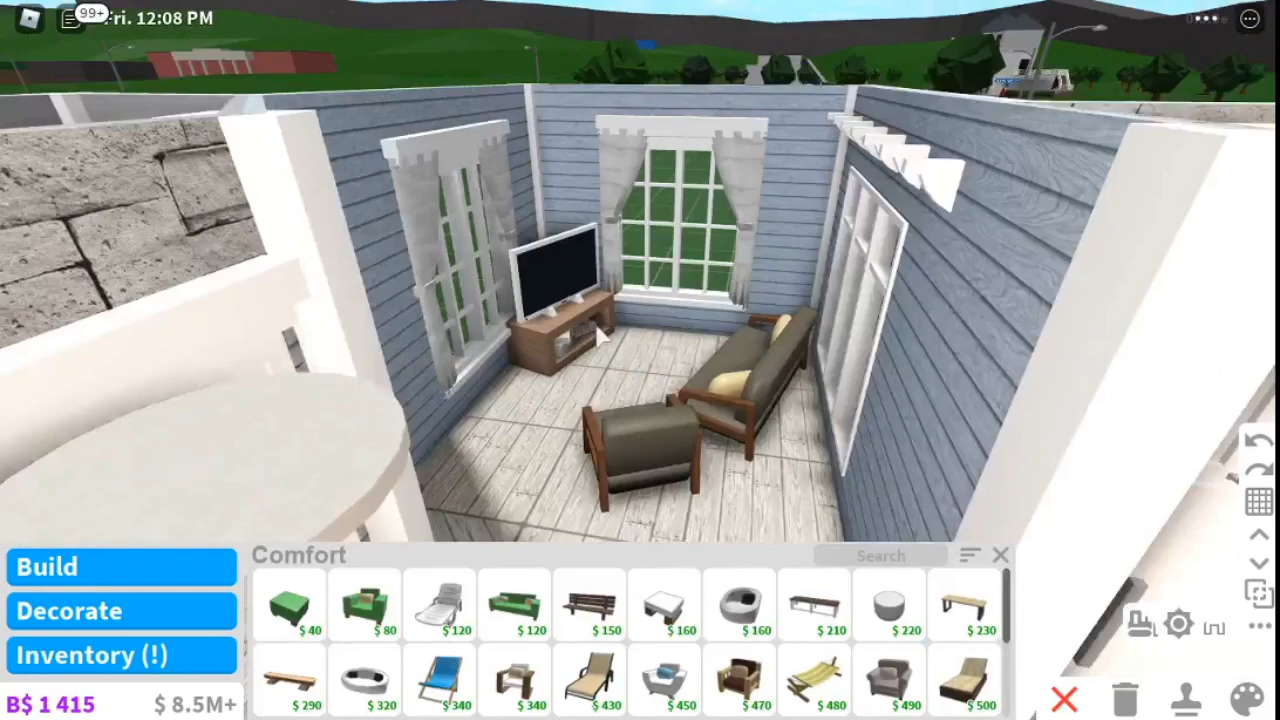 99+
Fri. 12:08 PM
Comfort
Search
Build
Decorate
Inventory (!)
B$ 1 415
$ 8.5M+
$ 40
$ 80
$120
$ 120
$ 150
$ 160
$ 160
$ 210
$ 220
$ 230
$ 290
$ 320
$ 340
$ 340
$ 430
$ 450
$ 470
$ 480
$ 490
$ 500